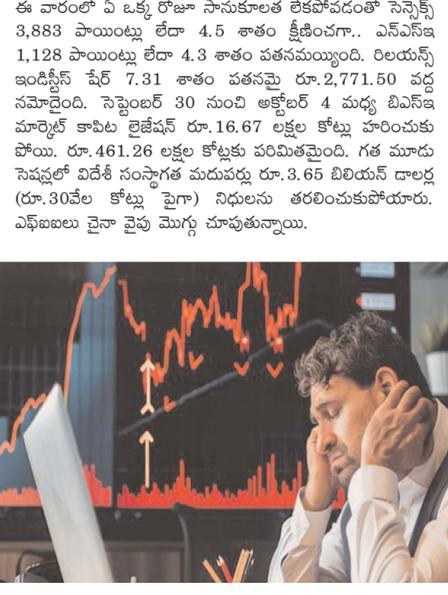 ఈ వారంలో ఏ ఒక్క రోజూ సానుకూలత లేకపోవడంతో సెన్సెక్స్
3,883 పాయింట్లు లేదా 4.5 శాతం క్షీణించగా.. ఎన్ఎస్ఇ
1,128 పాయింట్లు లేదా 4.3 శాతం పతనమయ్యింది. రిలయన్స్
ఇండిస్టీస్ షేర్ 7.31 శాతం పతనమై రూ.2,771.50 వద్ద
నమోదైంది. సెప్టెంబర్ 30 నుంచి అక్టోబర్ 4 మధ్య బిఎస్ఇ
మార్కెట్ కాపిట లైజేషన్ రూ.16.67 లక్షల కోట్లు హరించుకు
పోయి. రూ.461.26 లక్షల కోట్లకు పరిమితమైంది. గత మూడు
సెషన్లలో విదేశీ సంస్థాగత మదుపర్లు రూ.3.65 బిలియన్ డాలర్ల
(రూ.30వేల కోట్లు పైగా) నిధులను తరలించుకుపోయారు.
ఎఫ్ఐఐలు చైనా వైపు మొగ్గు చూపుతున్నాయి.